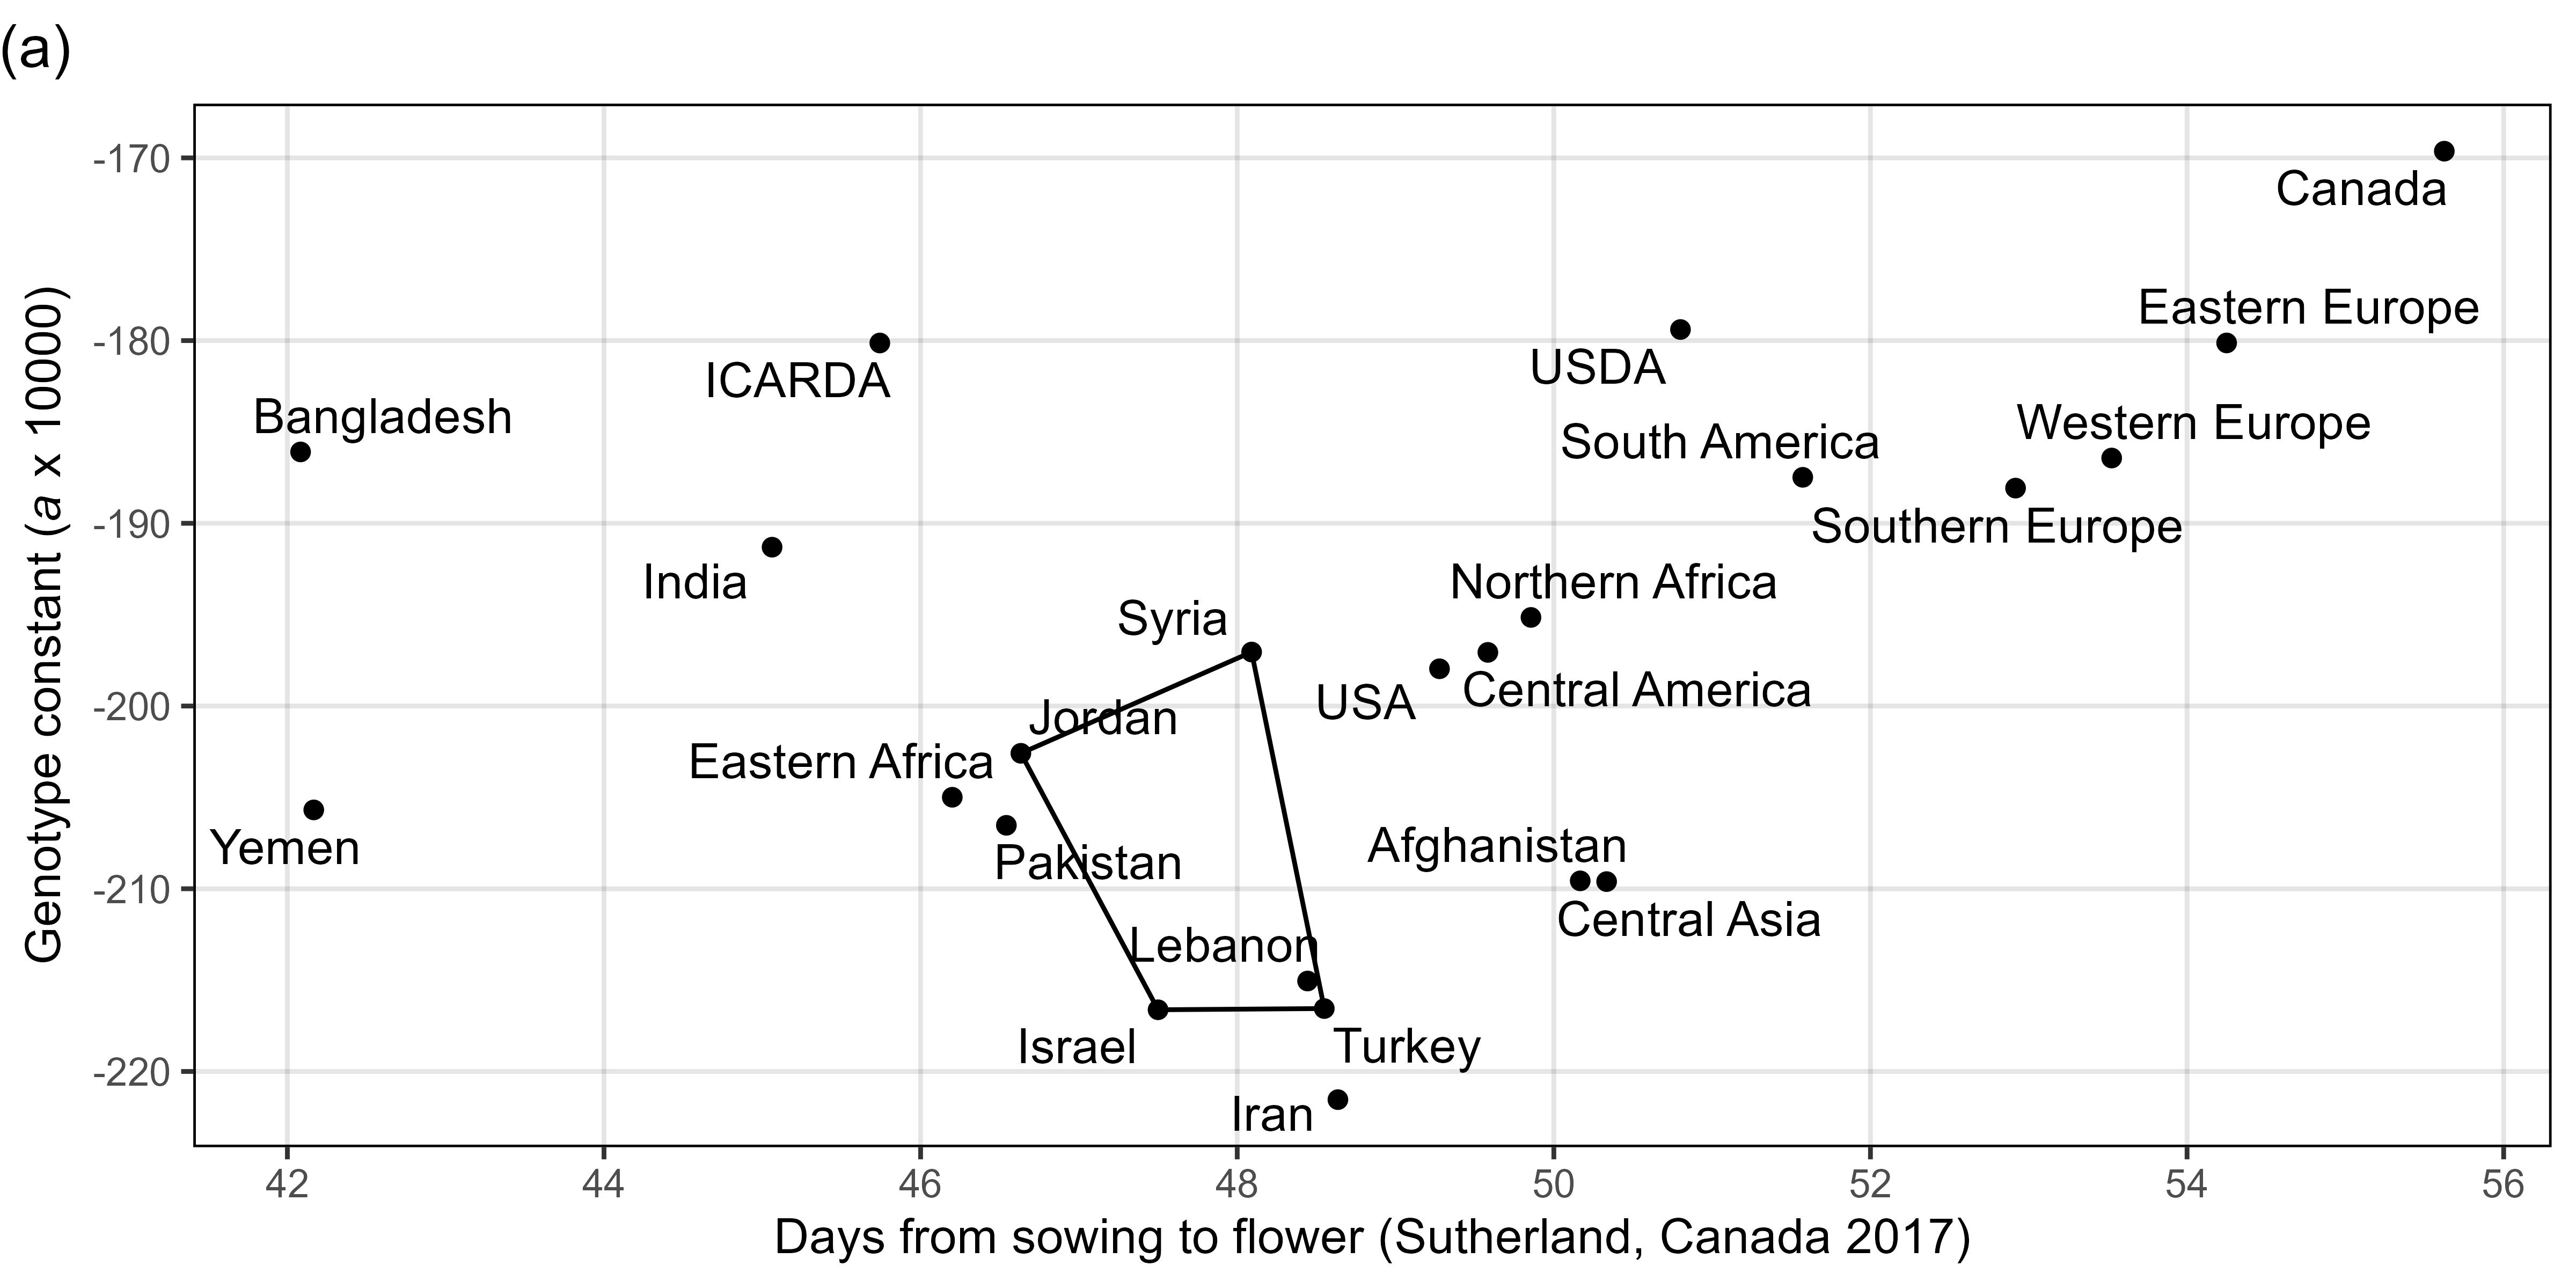 (a)
Genotype constant (a x 10000)
-170
-180
-190
-200
-210
-220
Canada
Eastern Europe
USDA
ICARDA
Bangladesh
Western Europe
South America
Southern Europe
India
Northern Africa
Syria
Central America
USA
Jordan
Eastern Africa
Yemen
Afghanistan
Pakistan
Central Asia
Lebanon
Israel
Turkey
Iran
42 44 46 48 50 52 54 56
Days from sowing to flower (Sutherland, Canada 2017)